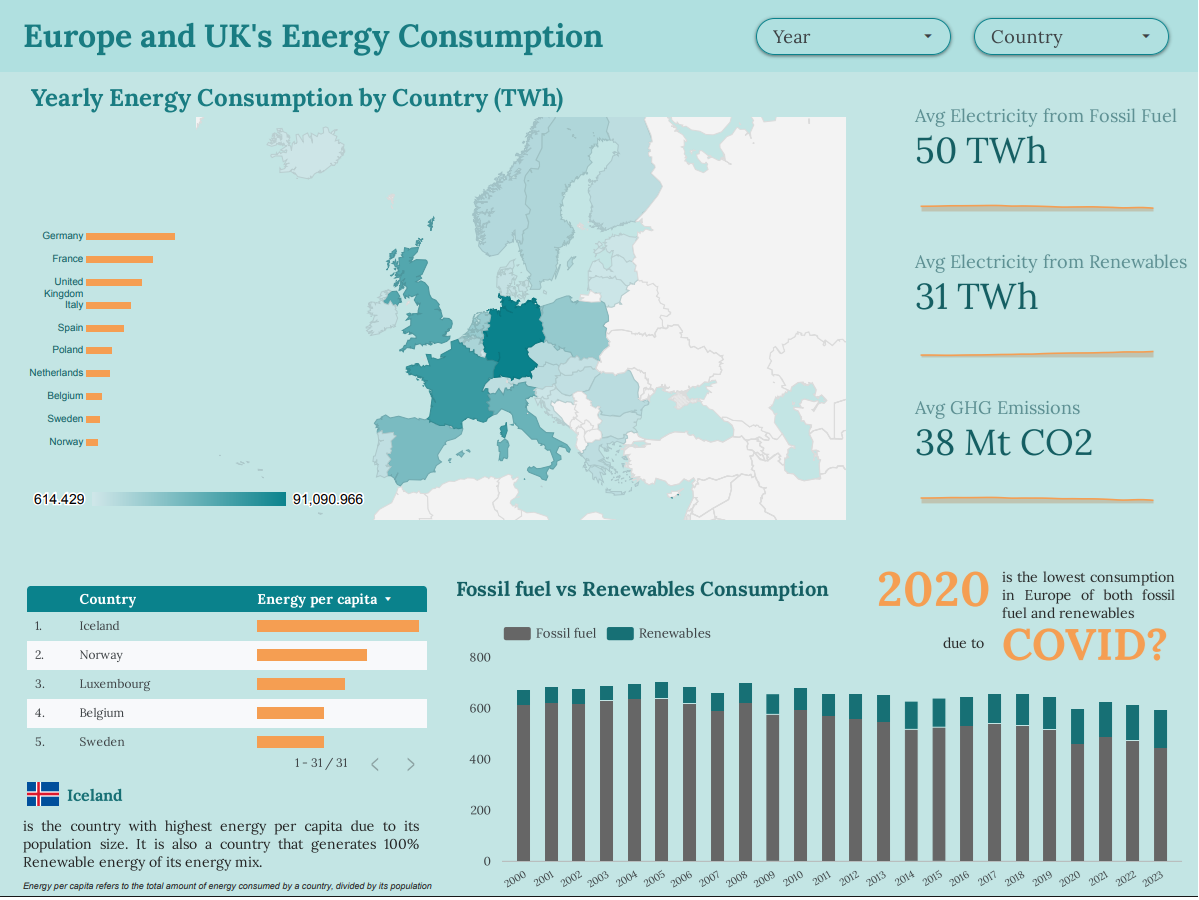 Europe and UK's Energy Consumption
Year
Country
Yearly Energy Consumption by Country (TWh)
Germany
France
United
Kingdom
Italy
Spain
Poland
Netherlands
Belgium
Sweden
Norway
614.429
91,090.966
Avg Electricity from Fossil Fuel
50 TWh
Avg Electricity from Renewables
31 TWh
Avg GHG Emissions
38 Mt CO2
Country Energy per capita
1. Iceland
2. Norway
3. Luxembourg
4. Belgium
5. Sweden
1 - 31 / 31
Iceland
is the country with highest energy per capita due to its
population size. It is also a country that generates 100%
Renewable energy of its energy mix.
Energy per capita refers to the total amount of energy consumed by a country, divided by its population
Fossil fuel vs Renewables Consumption
2020
is the lowest consumption
in Europe of both fossil
fuel and renewables
due to COVID?
Fossil fuel Renewables
800
600
400
200
0
2000 2001 2002 2003 2004 2005 2006 2007 2008 2009 2010 2011 2012 2013 2014 2015 2016 2017 2018 2019 2020 2021 2022 2023